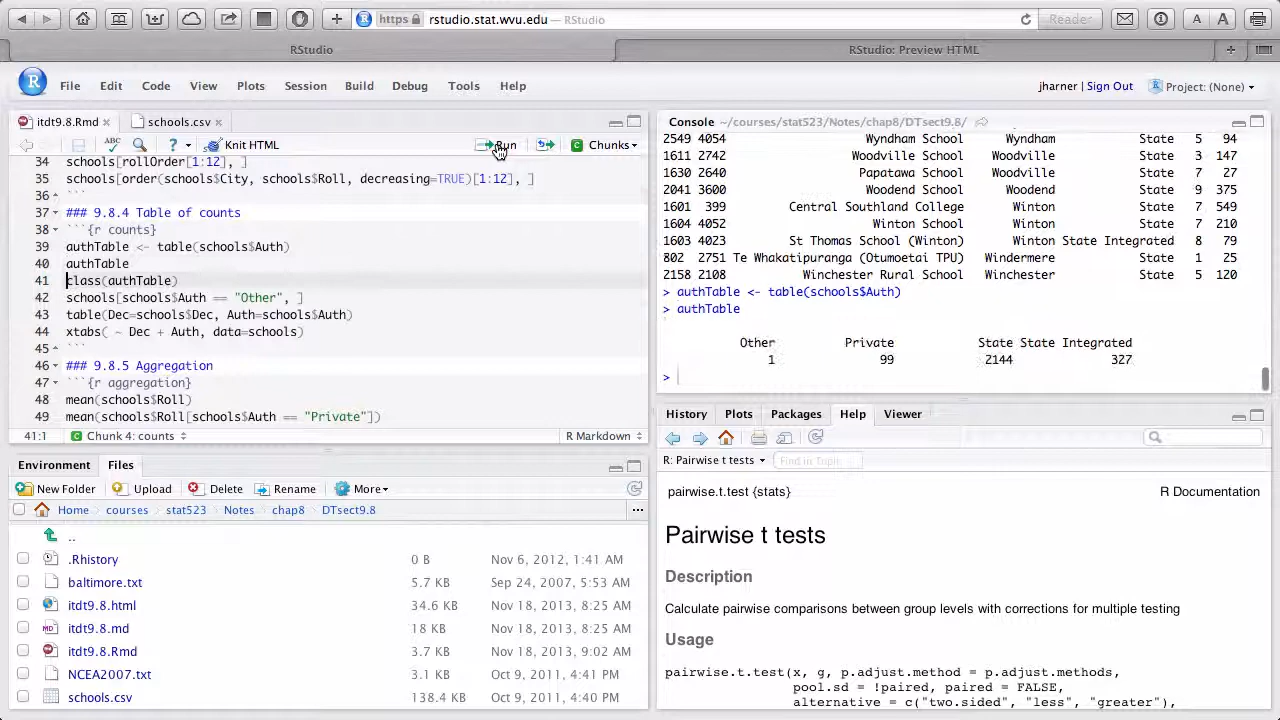 https rstudio.stat.wvu.edu — RStudio Reader A A
RStudio RStudio: Preview HTML
R File Edit Code View Plots Session Build Debug Tools Help jharner Sign Out Project: (None)
itdt9.8.Rmd schools.csv
ABC ? Knit HTML Run Chunks
34 schools[rollOrder[1:12], ]
35 schools[order(schools$City, schools$Roll, decreasing=TRUE)[1:12], ]
36 ```
37 ### 9.8.4 Table of counts
38 ```{r counts}
39 authTable <- table(schools$Auth)
40 authTable
41 class(authTable)
42 schools[schools$Auth == "Other", ]
43 table(Dec=schools$Dec, Auth=schools$Auth)
44 xtabs( ~ Dec + Auth, data=schools)
45 ```
46 ### 9.8.5 Aggregation
47 ```{r aggregation}
48 mean(schools$Roll)
49 mean(schools$Roll[schools$Auth == "Private"])
41:1 C Chunk 4: counts R Markdown
Console ~/courses/stat523/Notes/chap8/DTsect9.8/
2549 4054 Wyndham School Wyndham State 5 94
1611 2742 Woodville School Woodville State 3 147
1630 2640 Papatawa School Woodville State 7 27
2041 3600 Woodend School Woodend State 9 375
1601 399 Central Southland College Winton State 7 549
1604 4052 Winton School Winton State 7 210
1603 4023 St Thomas School (Winton) Winton State Integrated 8 79
802 2751 Te Whakatipuranga (Otumoetai TPU) Windermere State 1 25
2158 2108 Winchester Rural School Winchester State 5 120
> authTable <- table(schools$Auth)
> authTable
Other Private State State Integrated
1 99 2144 327
>
Environment Files
New Folder Upload Delete Rename More
Home courses stat523 Notes chap8 DTsect9.8 ...
..
.Rhistory 0 B Nov 6, 2012, 1:41 AM
baltimore.txt 5.7 KB Sep 24, 2007, 5:53 AM
itdt9.8.html 34.6 KB Nov 18, 2013, 8:25 AM
itdt9.8.md 18 KB Nov 18, 2013, 8:25 AM
itdt9.8.Rmd 3.7 KB Nov 18, 2013, 9:02 AM
NCEA2007.txt 3.1 KB Oct 9, 2011, 4:41 PM
schools.csv 138.4 KB Oct 9, 2011, 4:40 PM
History Plots Packages Help Viewer
R: Pairwise t tests Find in Topic
pairwise.t.test {stats} R Documentation
Pairwise t tests
Description
Calculate pairwise comparisons between group levels with corrections for multiple testing
Usage
pairwise.t.test(x, g, p.adjust.method = p.adjust.methods,
pool.sd = !paired, paired = FALSE,
alternative = c("two.sided", "less", "greater"),